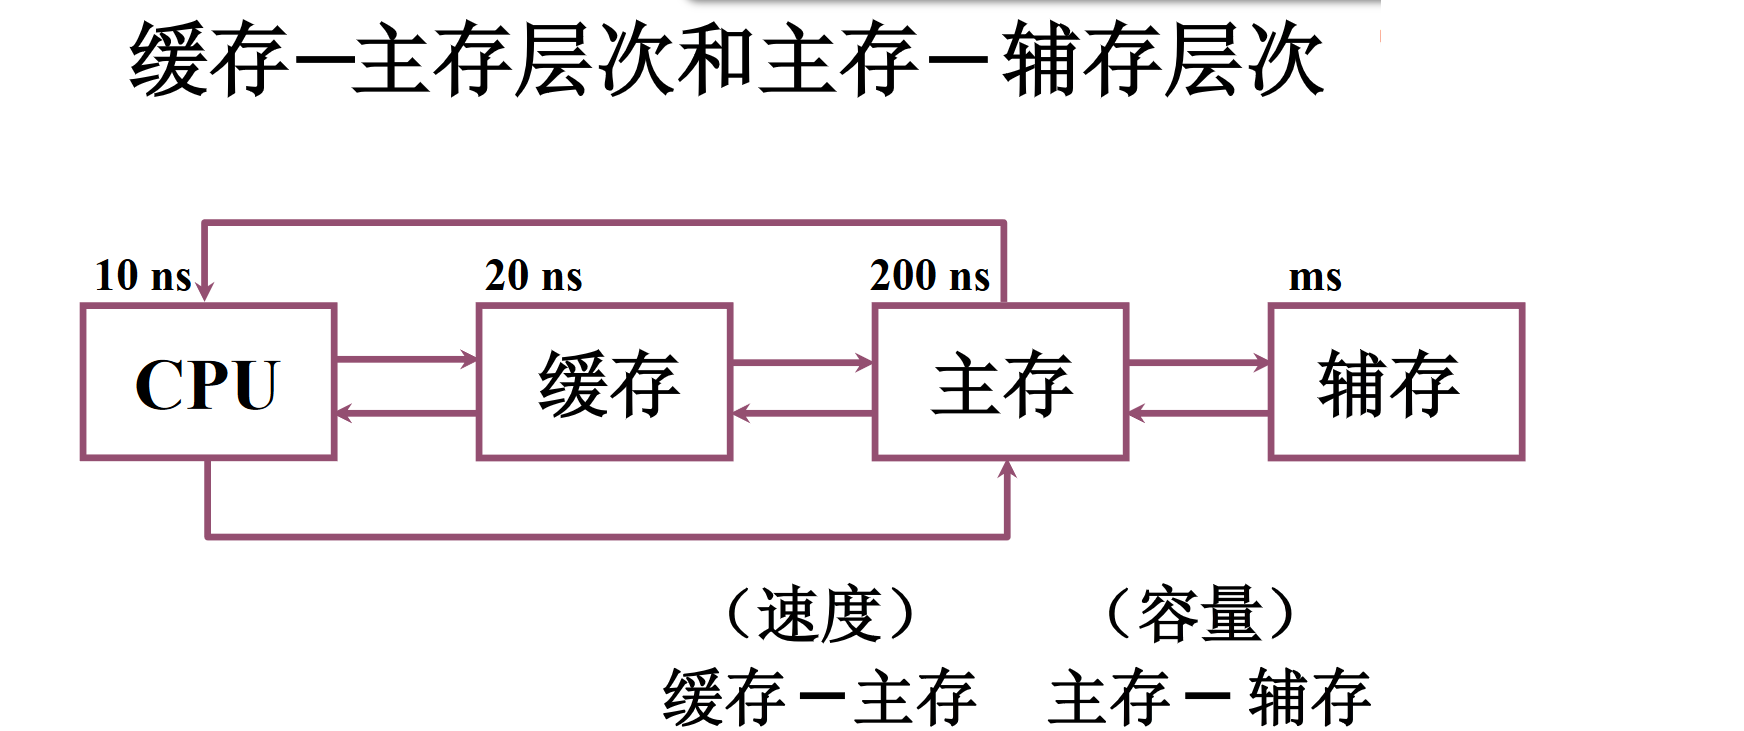 缓存—主存层次和主存—辅存层次
10 ns
20 ns
200 ns
ms
CPU
缓存
主存
辅存
（速度）
（容量）
缓存 — 主存
主存 — 辅存